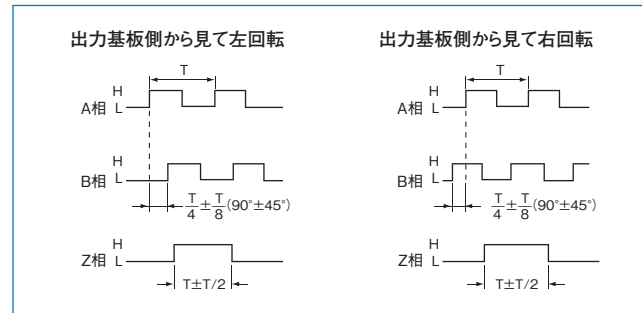 出力基板側から見て左回転
T
A相 H L
B相 H L
T/4±T/8(90°±45°)
Z相 H L
T±T/2
出力基板側から見て右回転
T
A相 H L
B相 H L
T/4±T/8(90°±45°)
Z相 H L
T±T/2